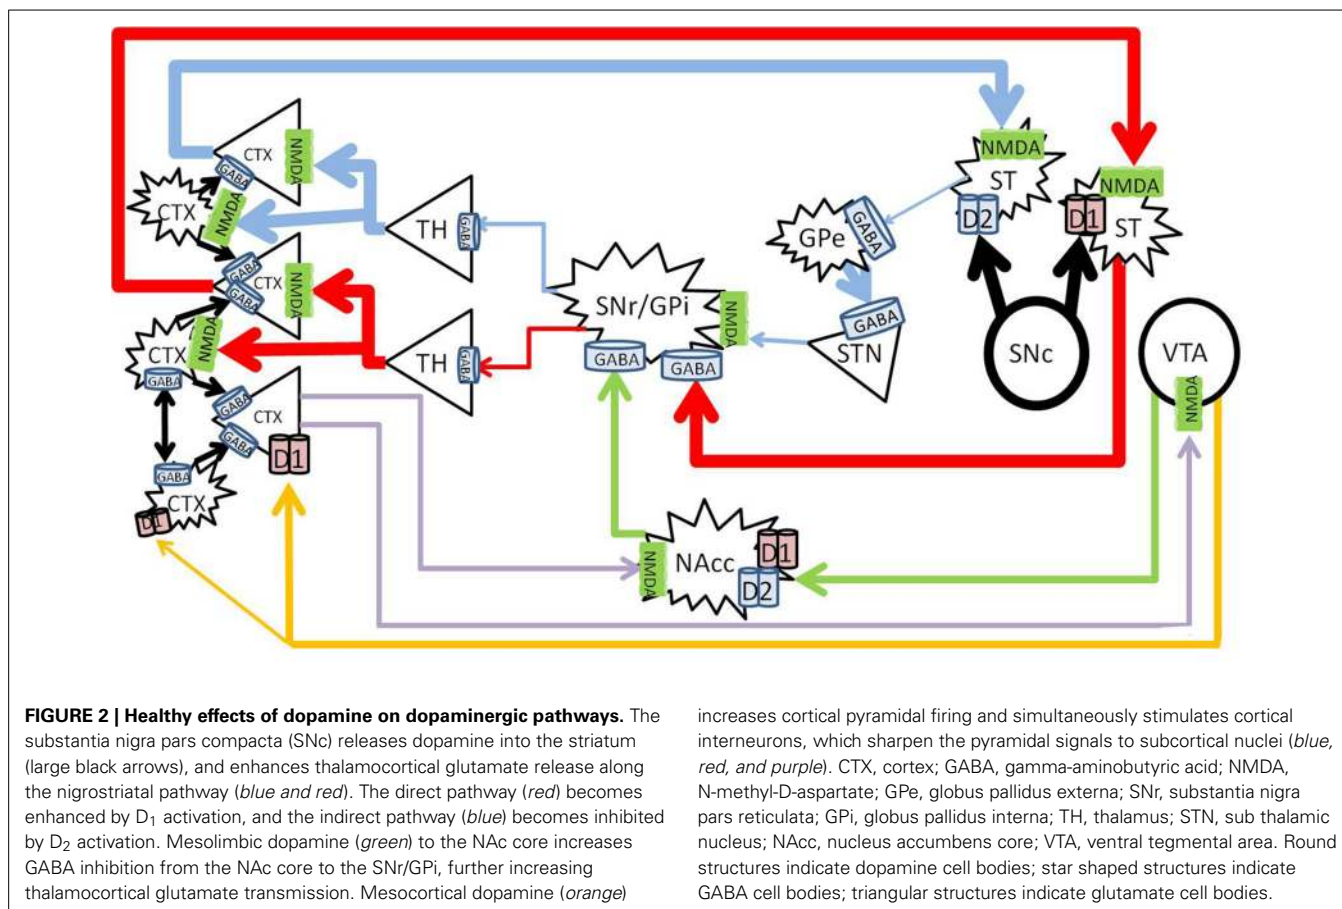 NMDA
NMDA
CTX
GABA
NMDA
ST
NMDA
CTX
NMDA
D2
D1
ST
TH
GABA
GPe
GABA
GABA
CTX
GABA
NMDA
SNr/GPi
NMDA
GABA
STN
SNc
VTA
CTX
NMDA
TH
GABA
GABA
GABA
NMDA
GABA
GABA
CTX
GABA
D1
GABA
CTX
D1
NMDA
NAcc
D1
D2
FIGURE 2 | Healthy effects of dopamine on dopaminergic pathways. The
substantia nigra pars compacta (SNc) releases dopamine into the striatum
(large black arrows), and enhances thalamocortical glutamate release along
the nigrostriatal pathway (blue and red). The direct pathway (red) becomes
enhanced by D1 activation, and the indirect pathway (blue) becomes inhibited
by D2 activation. Mesolimbic dopamine (green) to the NAc core increases
GABA inhibition from the NAc core to the SNr/GPi, further increasing
thalamocortical glutamate transmission. Mesocortical dopamine (orange)
increases cortical pyramidal firing and simultaneously stimulates cortical
interneurons, which sharpen the pyramidal signals to subcortical nuclei (blue,
red, and purple). CTX, cortex; GABA, gamma-aminobutyric acid; NMDA,
N-methyl-D-aspartate; GPe, globus pallidus externa; SNr, substantia nigra
pars reticulata; GPi, globus pallidus interna; TH, thalamus; STN, sub thalamic
nucleus; NAcc, nucleus accumbens core; VTA, ventral tegmental area. Round
structures indicate dopamine cell bodies; star shaped structures indicate
GABA cell bodies; triangular structures indicate glutamate cell bodies.